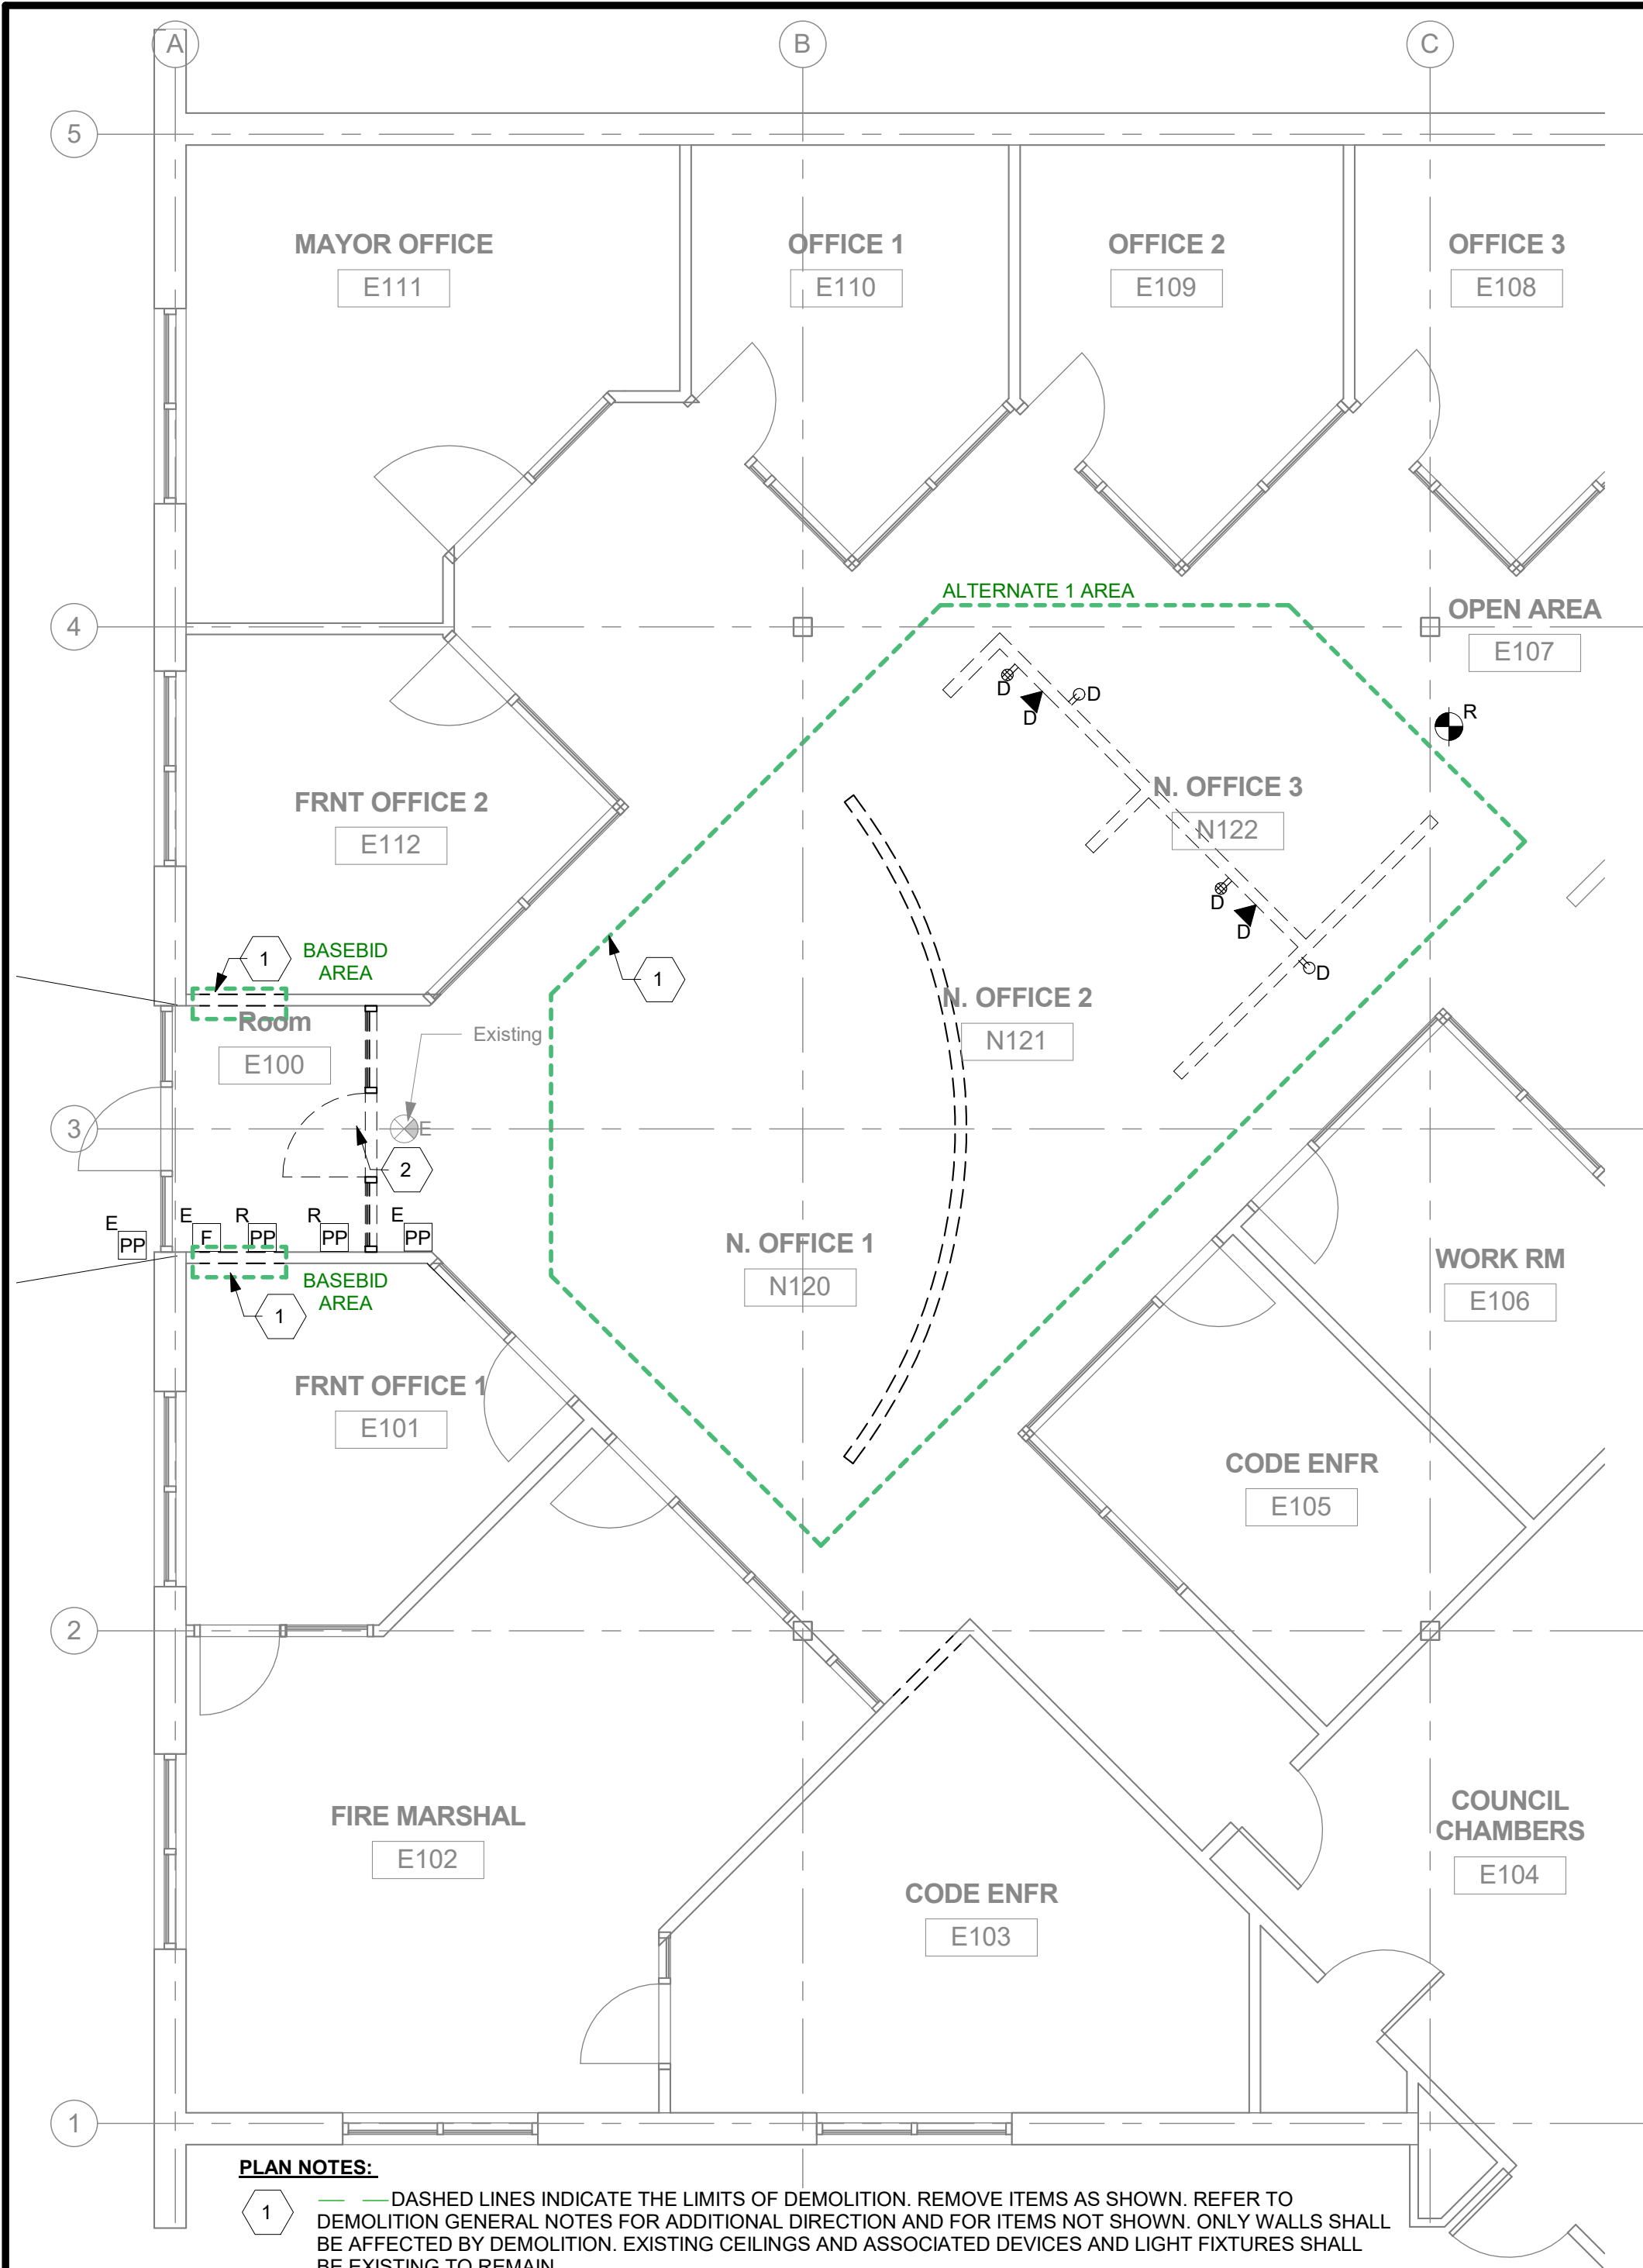 A
B
C
5
MAYOR OFFICE
E111
OFFICE 1
E110
OFFICE 2
E109
OFFICE 3
E108
ALTERNATE 1 AREA
4
OPEN AREA
E107
D
D
D
R
FRNT OFFICE 2
E112
N. OFFICE 3
N122
D
D
D
1
BASEBID
AREA
1
Room
E100
Existing
N. OFFICE 2
N121
3
E
2
E
PP
E
F
R
PP
R
PP
E
PP
N. OFFICE 1
N120
BASEBID
AREA
1
WORK RM
E106
FRNT OFFICE 1
E101
CODE ENFR
E105
2
FIRE MARSHAL
E102
COUNCIL
CHAMBERS
E104
CODE ENFR
E103
1
PLAN NOTES:
1
DASHED LINES INDICATE THE LIMITS OF DEMOLITION. REMOVE ITEMS AS SHOWN. REFER TO
DEMOLITION GENERAL NOTES FOR ADDITIONAL DIRECTION AND FOR ITEMS NOT SHOWN. ONLY WALLS SHALL
BE AFFECTED BY DEMOLITION. EXISTING CEILINGS AND ASSOCIATED DEVICES AND LIGHT FIXTURES SHALL
BE EXISTING TO REMAIN